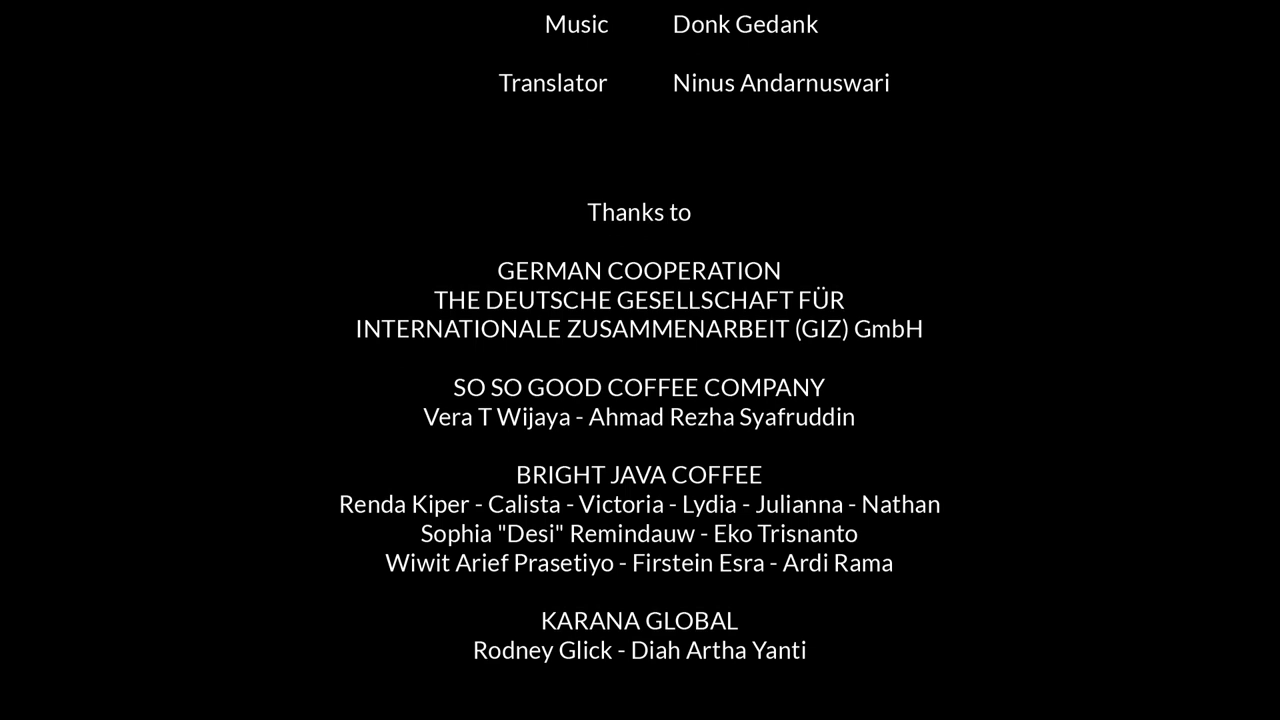 Music Donk Gedank
Translator Ninus Andarnuswari
Thanks to
GERMAN COOPERATION
THE DEUTSCHE GESELLSCHAFT FÜR
INTERNATIONALE ZUSAMMENARBEIT (GIZ) GmbH
SO SO GOOD COFFEE COMPANY
Vera T Wijaya - Ahmad Rezha Syafruddin
BRIGHT JAVA COFFEE
Renda Kiper - Calista - Victoria - Lydia - Julianna - Nathan
Sophia "Desi" Remindauw - Eko Trisnanto
Wiwit Arief Prasetiyo - Firstein Esra - Ardi Rama
KARANA GLOBAL
Rodney Glick - Diah Artha Yanti